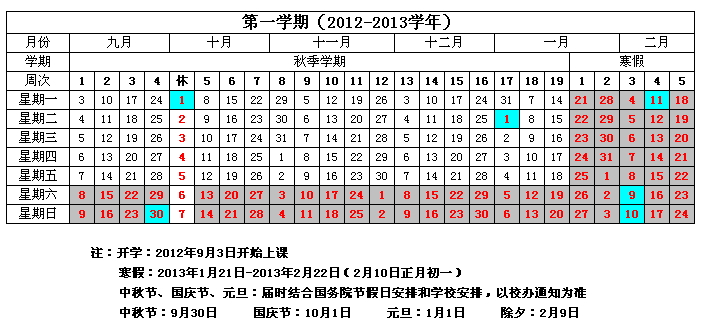 第一学期（2012-2013学年）
月份 九月 十月 十一月 十二月 一月 二月
学期 秋季学期 寒假
周次 1 2 3 4 休 5 6 7 8 9 10 11 12 13 14 15 16 17 18 19 1 2 3 4 5
星期一 3 10 17 24 1 8 15 22 29 5 12 19 26 3 10 17 24 31 7 14 21 28 4 11 18
星期二 4 11 18 25 2 9 16 23 30 6 13 20 27 4 11 18 25 1 8 15 22 29 5 12 19
星期三 5 12 19 26 3 10 17 24 31 7 14 21 28 5 12 19 26 2 9 16 23 30 6 13 20
星期四 6 13 20 27 4 11 18 25 1 8 15 22 29 6 13 20 27 3 10 17 24 31 7 14 21
星期五 7 14 21 28 5 12 19 26 2 9 16 23 30 7 14 21 28 4 11 18 25 1 8 15 22
星期六 8 15 22 29 6 13 20 27 3 10 17 24 1 8 15 22 29 5 12 19 26 2 9 16 23
星期日 9 16 23 30 7 14 21 28 4 11 18 25 2 9 16 23 30 6 13 20 27 3 10 17 24
注：开学：2012年9月3日开始上课
寒假：2013年1月21日-2013年2月22日（2月10日正月初一）
中秋节、国庆节、元旦：届时结合国务院节假日安排和学校安排，以校办通知为准
中秋节：9月30日 国庆节：10月1日 元旦：1月1日 除夕：2月9日